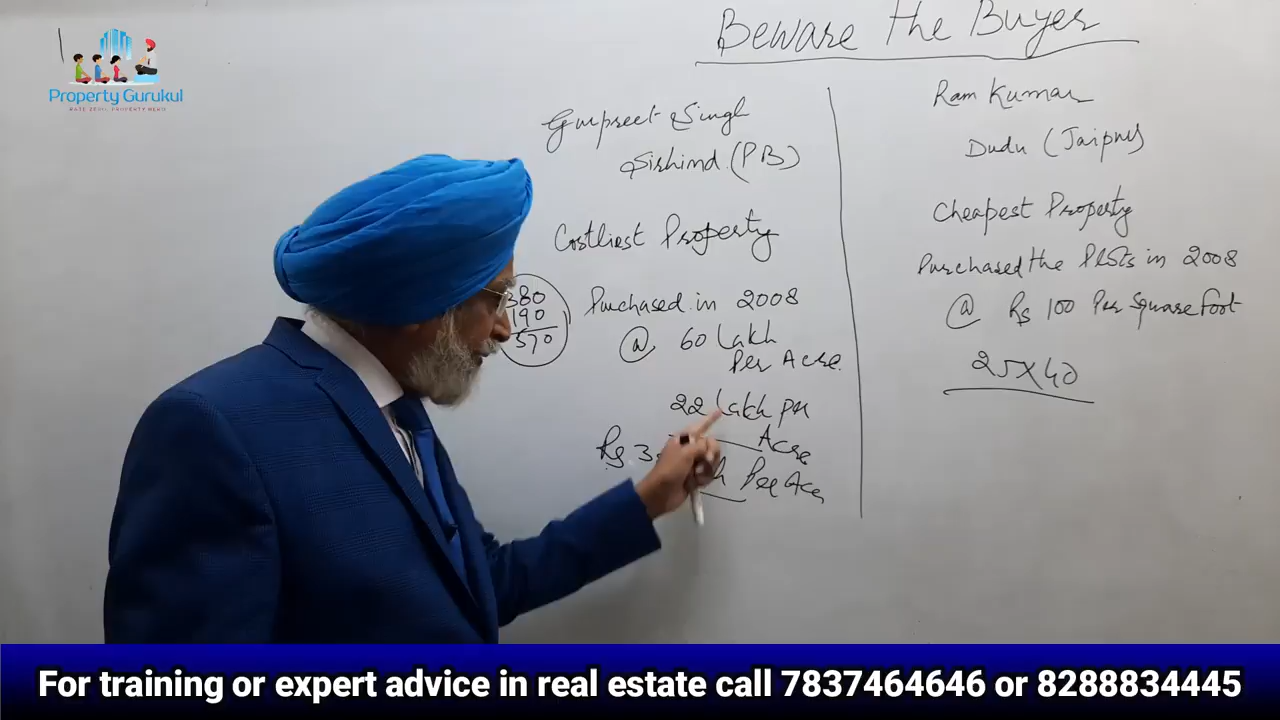 Property Gurukul
Beware the Buyer
Gurpreet Singh
Sirhind (PB)
Costliest Property
380
190
570
Purchased in 2008
@ 60 Lakh
Per Acre.
22 Lakh per
Acre
Rs 3
Per Acre
Ram Kumar
Dudu (Jaipur)
Cheapest Property
Purchased the Plots in 2008
@ Rs 100 Per Square Foot
25X40
For training or expert advice in real estate call 7837464646 or 8288834445